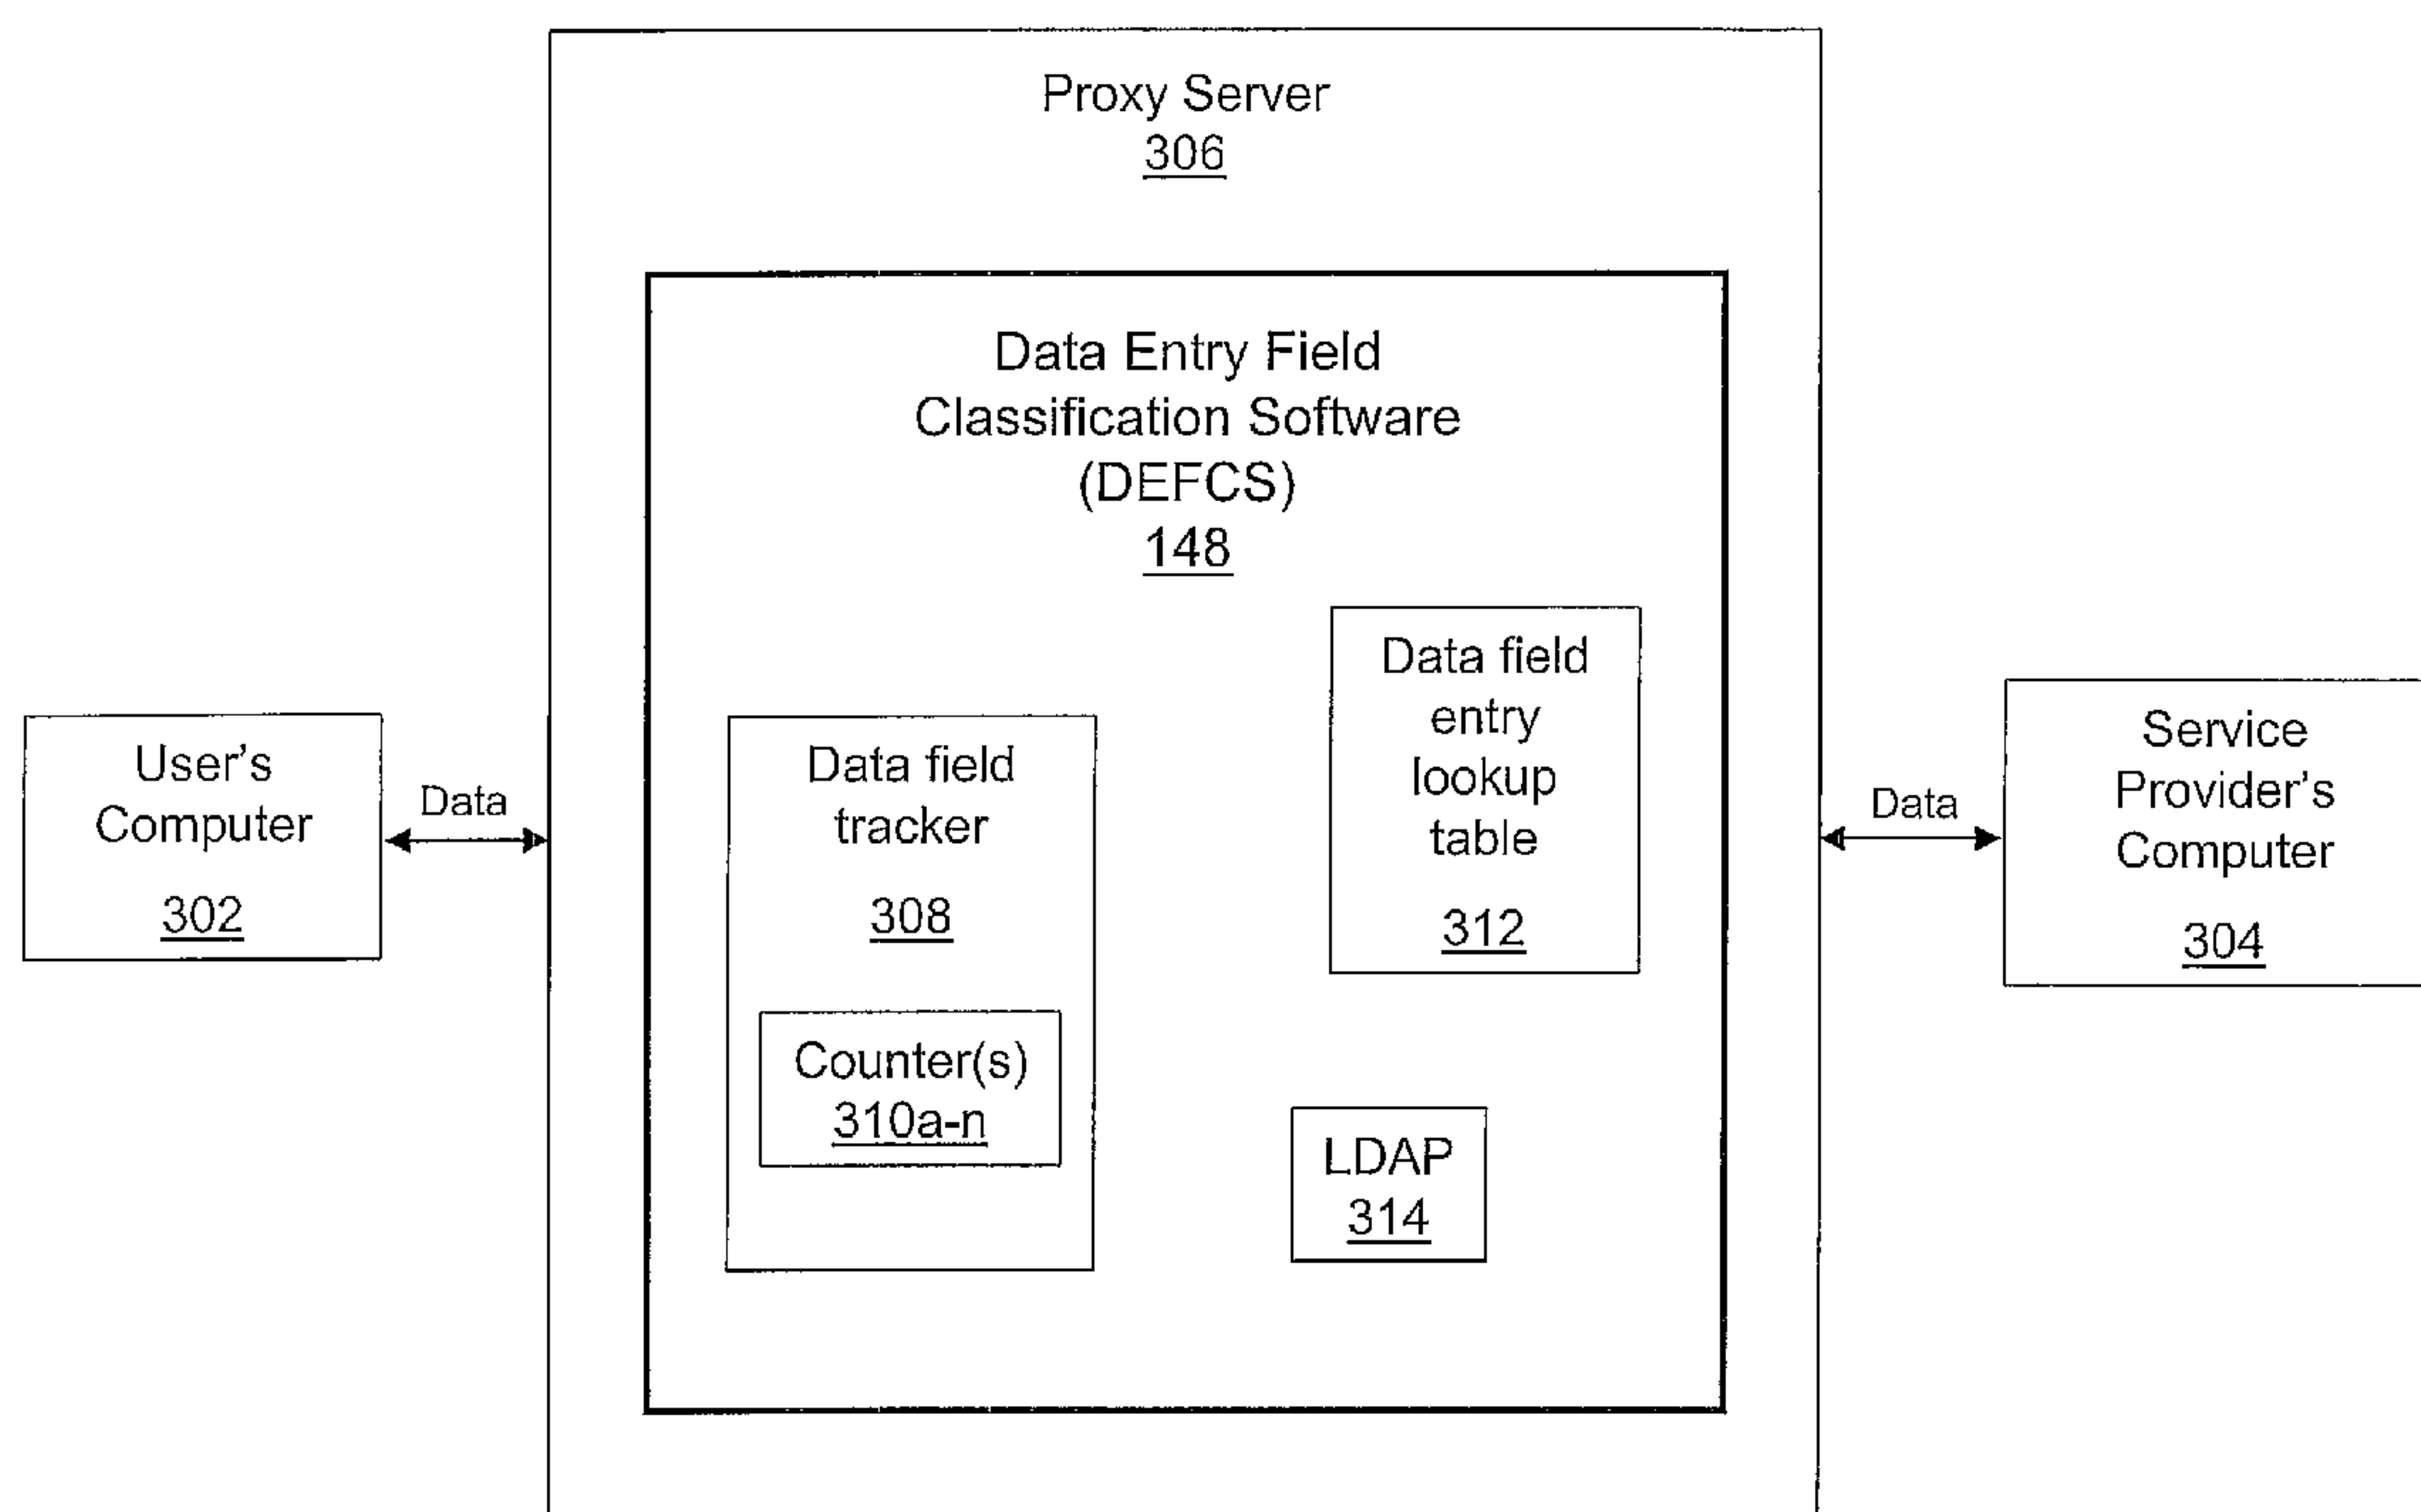 Proxy Server
306
Data Entry Field
Classification Software
(DEFCS)
148
User's
Computer
302
Data
Data field
tracker
308
Counter(s)
310a-n
Data field
entry
lookup
table
312
LDAP
314
Data
Service
Provider's
Computer
304